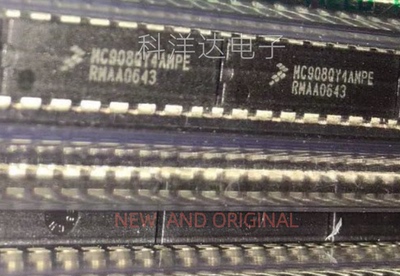 科洋达电子
MC908QY4AMPE
RMAA0643
MC908QY4AMPE
RMAA0643
NEW AND ORIGINAL